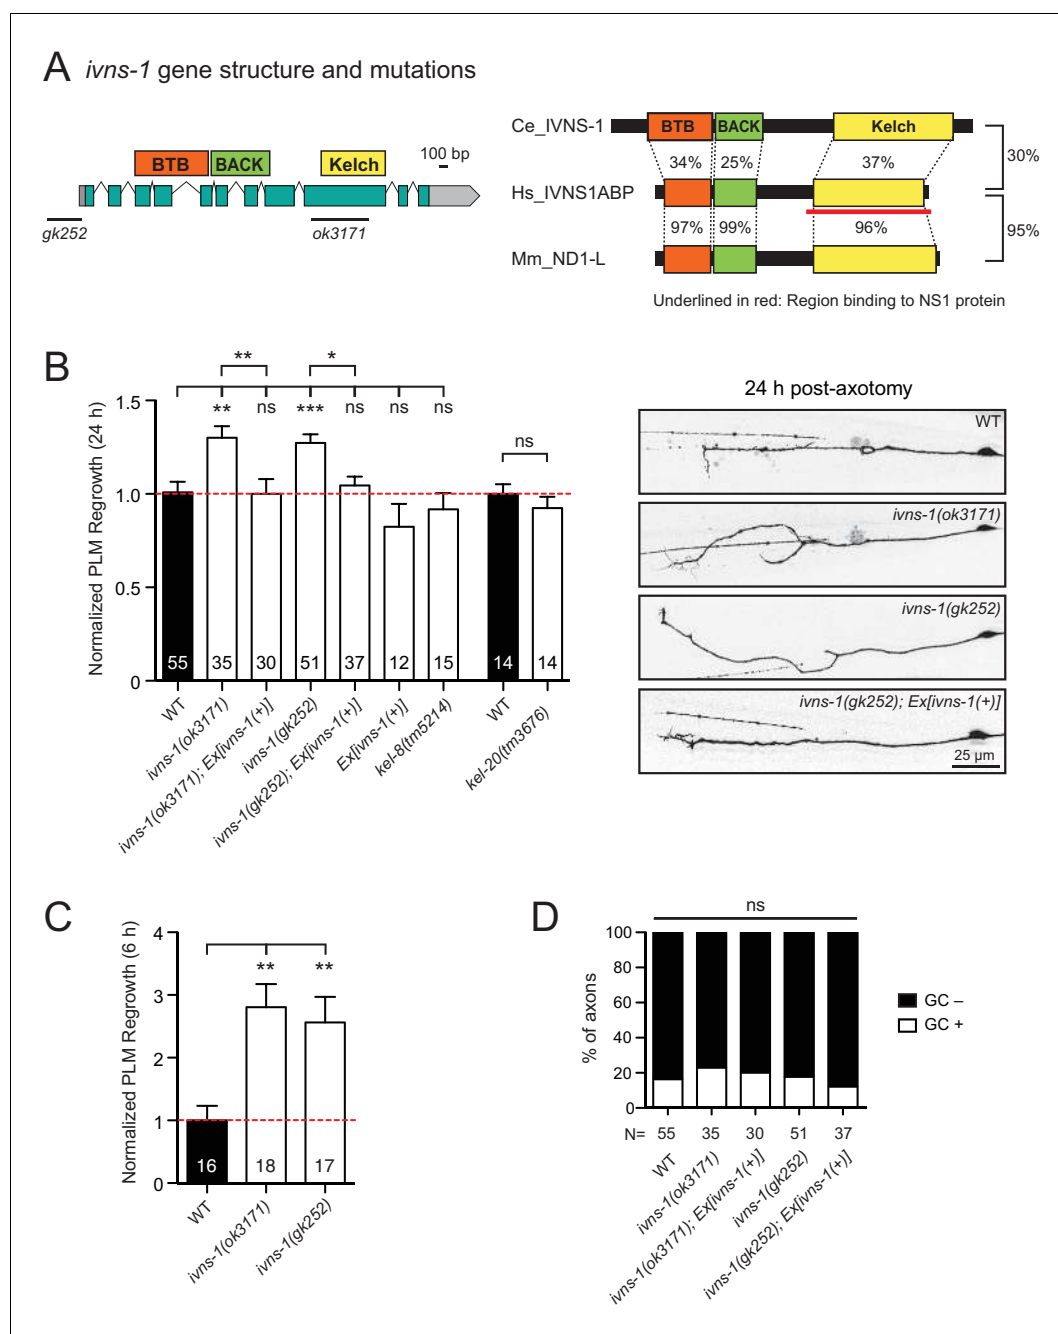 A ivns-1 gene structure and mutations
BTB BACK Kelch
100 bp
gk252
ok3171
Ce_IVNS-1
BTB BACK Kelch
34% 25% 37%
30%
Hs_IVNS1ABP
97% 99% 96%
95%
Mm_ND1-L
Underlined in red: Region binding to NS1 protein
B
Normalized PLM Regrowth (24 h)
** *
** ns *** ns ns ns
ns
1.5
1.0
0.5
0
55 35 30 51 37 12 15 14 14
WT
ivns-1(ok3171)
ivns-1(ok3171); Ex[ivns-1(+)]
ivns-1(gk252)
ivns-1(gk252); Ex[ivns-1(+)]
Ex[ivns-1(+)]
kel-8(tm5214)
WT
kel-20(tm3676)
24 h post-axotomy
WT
ivns-1(ok3171)
ivns-1(gk252)
ivns-1(gk252); Ex[ivns-1(+)]
25 µm
C
Normalized PLM Regrowth (6 h)
** **
4
3
2
1
0
16 18 17
WT
ivns-1(ok3171)
ivns-1(gk252)
D
ns
% of axons
100
80
60
40
20
0
GC –
GC +
N= 55 35 30 51 37
WT
ivns-1(ok3171)
ivns-1(ok3171); Ex[ivns-1(+)]
ivns-1(gk252)
ivns-1(gk252); Ex[ivns-1(+)]